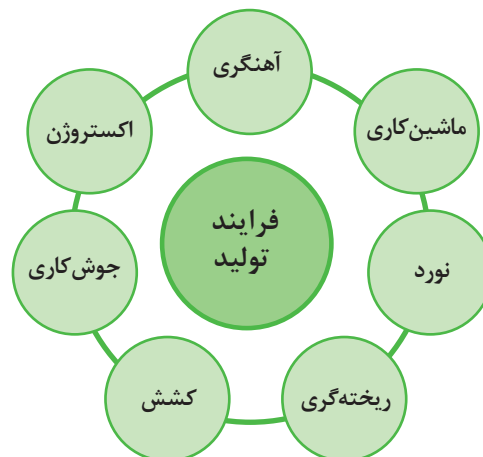 آهنگری
ماشین‌کاری
نورد
ریخته‌گری
کشش
جوش‌کاری
اکستروژن
فرایند
تولید